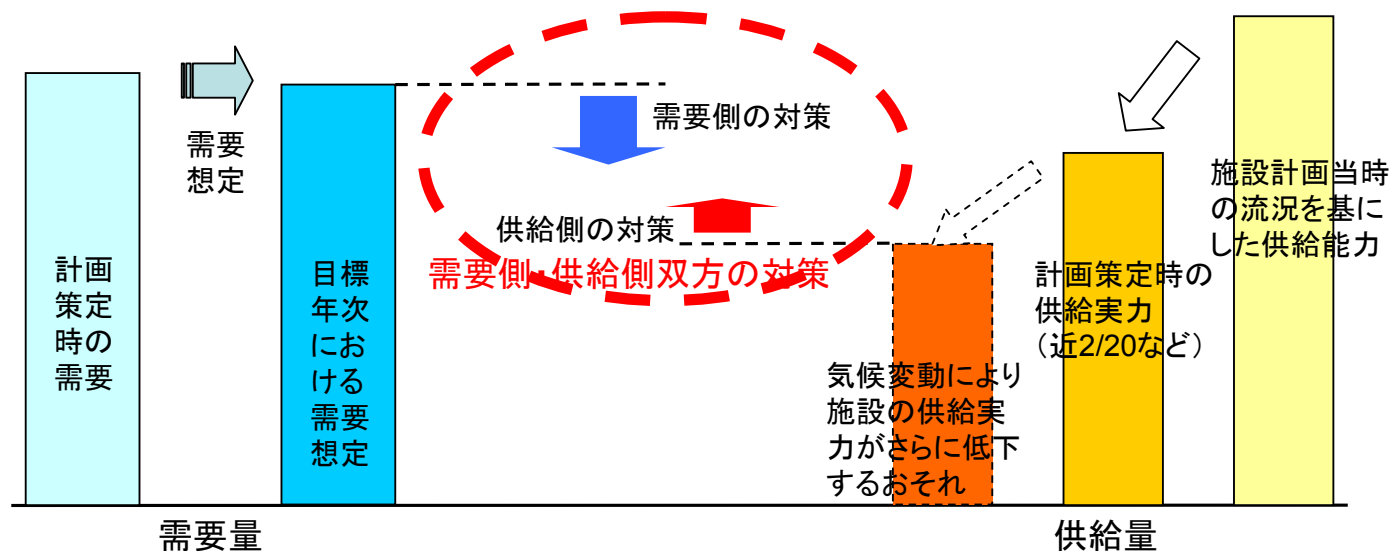 需要
想定
計画
策定
時の
需要
目標
年次
にお
ける
需要
想定
需要側の対策
供給側の対策
需要側・供給側双方の対策
気候変動により
施設の供給実
力がさらに低下
するおそれ
計画策定時の
供給実力
(近2/20など)
施設計画当時
の流況を基に
した供給能力
需要量
供給量